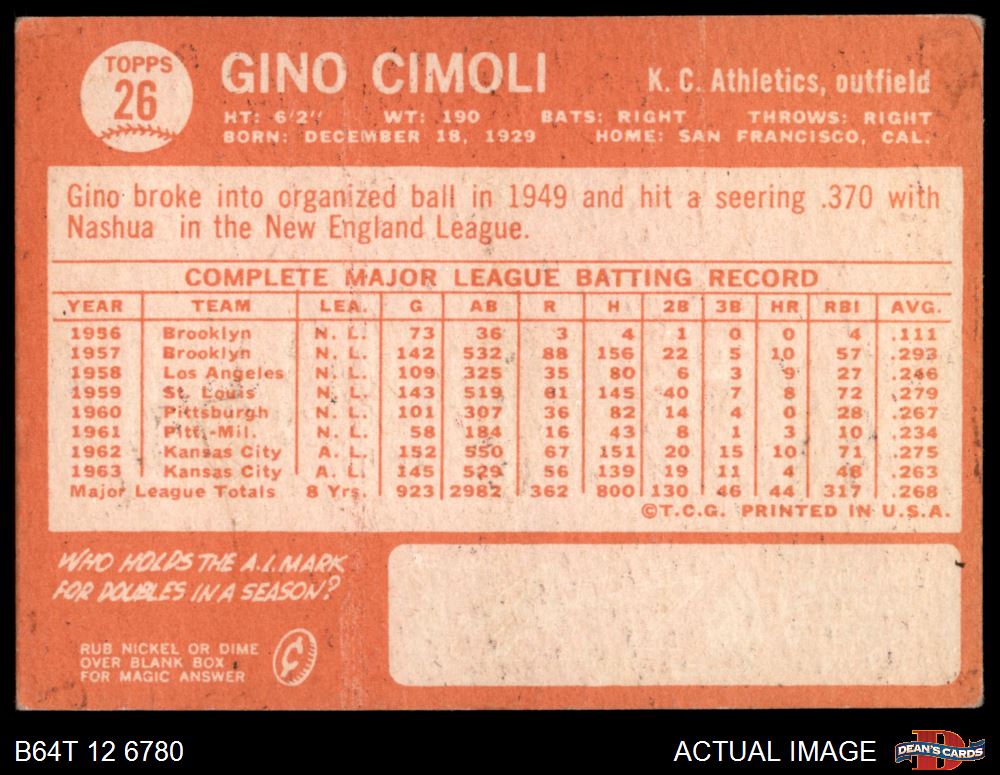 TOPPS
26
GINO CIMOLI
K. C. Athletics, outfield
HT: 6'2" WT: 190 BATS: RIGHT THROWS: RIGHT
BORN: DECEMBER 18, 1929 HOME: SAN FRANCISCO, CAL.
Gino broke into organized ball in 1949 and hit a seering .370 with
Nashua in the New England League.
COMPLETE MAJOR LEAGUE BATTING RECORD
YEAR TEAM LEA. G AB R H 2B 3B HR RBI AVG.
1956 Brooklyn N. L. 73 36 3 4 1 0 0 4 .111
1957 Brooklyn N. L. 142 532 88 156 22 5 10 57 .293
1958 Los Angeles N. L. 109 325 35 80 6 3 9 27 .246
1959 St. Louis N. L. 143 519 61 145 40 7 8 72 .279
1960 Pittsburgh N. L. 101 307 36 82 14 4 0 28 .267
1961 Pitt.-Mil. N. L. 58 184 16 43 8 1 3 10 .234
1962 Kansas City A. L. 152 550 67 151 20 15 10 71 .275
1963 Kansas City A. L. 145 529 56 139 19 11 4 48 .263
Major League Totals 8 Yrs. 923 2982 362 800 130 46 44 317 .268
©T.C.G. PRINTED IN U.S.A.
WHO HOLDS THE A.L. MARK
FOR DOUBLES IN A SEASON?
RUB NICKEL OR DIME
OVER BLANK BOX
FOR MAGIC ANSWER
¢
B64T 12 6780
ACTUAL IMAGE
D
DEAN'S CARDS